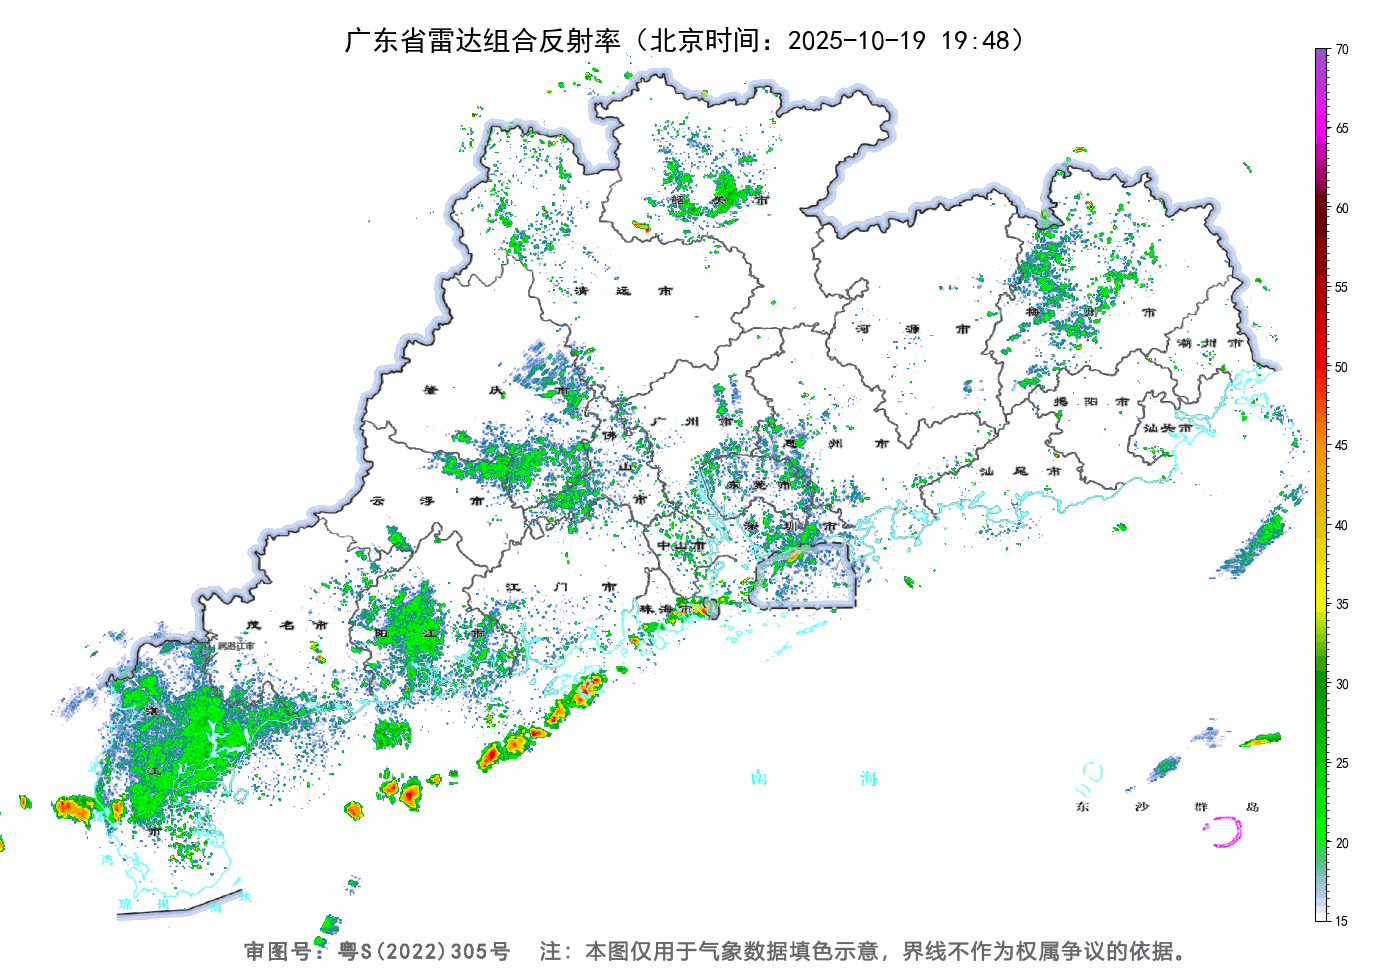 广东省雷达组合反射率（北京时间：2025-10-19 19:48）
70
65
60
55
50
45
40
35
30
25
20
15
韶关市
清远市
河源市
梅州市
潮州市
肇庆市
广州市
惠州市
揭阳市
汕头市
佛山市
云浮市
东莞市
汕尾市
深圳市
中山市
江门市
珠海市
茂名市
阳江市
属湛江市
湛江市
北
湾
琼州海峡
南海
东沙群岛
审图号：粤S(2022)305号 注：本图仅用于气象数据填色示意，界线不作为权属争议的依据。